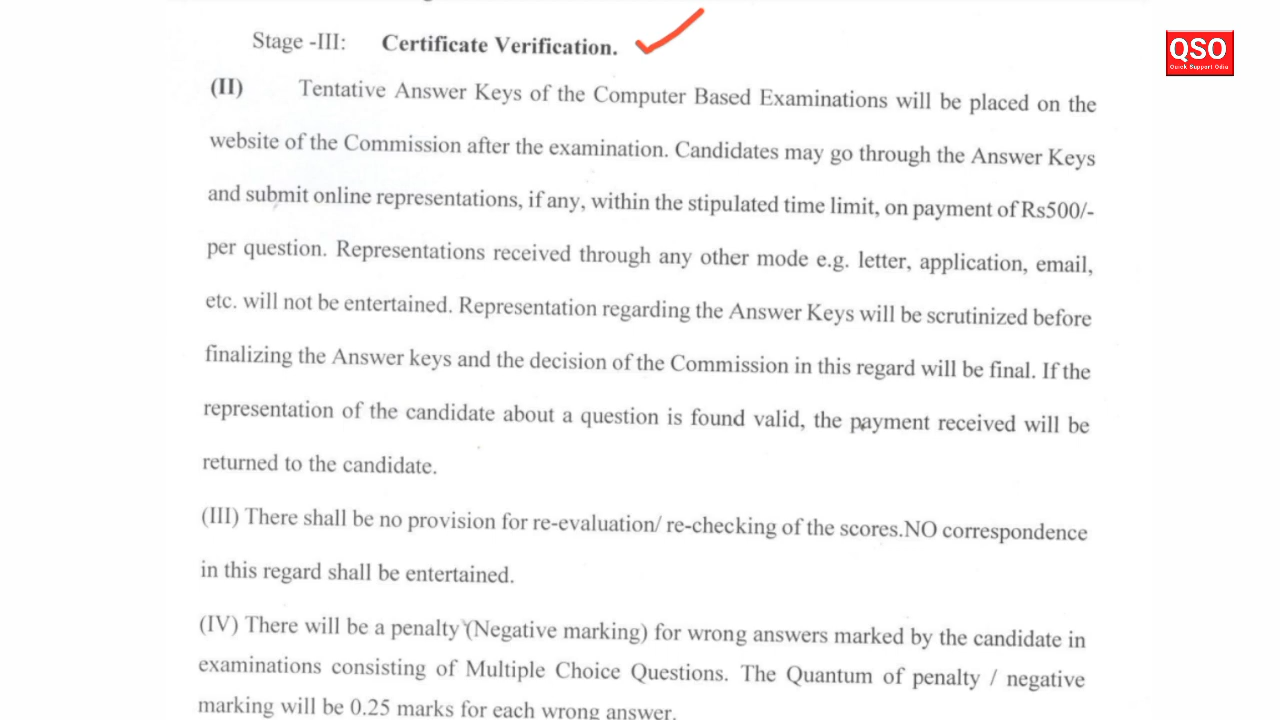 Stage -III: Certificate Verification.
QSO
Quick Support Odia
(II) Tentative Answer Keys of the Computer Based Examinations will be placed on the
website of the Commission after the examination. Candidates may go through the Answer Keys
and submit online representations, if any, within the stipulated time limit, on payment of Rs500/-
per question. Representations received through any other mode e.g. letter, application, email,
etc. will not be entertained. Representation regarding the Answer Keys will be scrutinized before
finalizing the Answer keys and the decision of the Commission in this regard will be final. If the
representation of the candidate about a question is found valid, the payment received will be
returned to the candidate.
(III) There shall be no provision for re-evaluation/ re-checking of the scores.NO correspondence
in this regard shall be entertained.
(IV) There will be a penalty (Negative marking) for wrong answers marked by the candidate in
examinations consisting of Multiple Choice Questions. The Quantum of penalty / negative
marking will be 0.25 marks for each wrong answer.